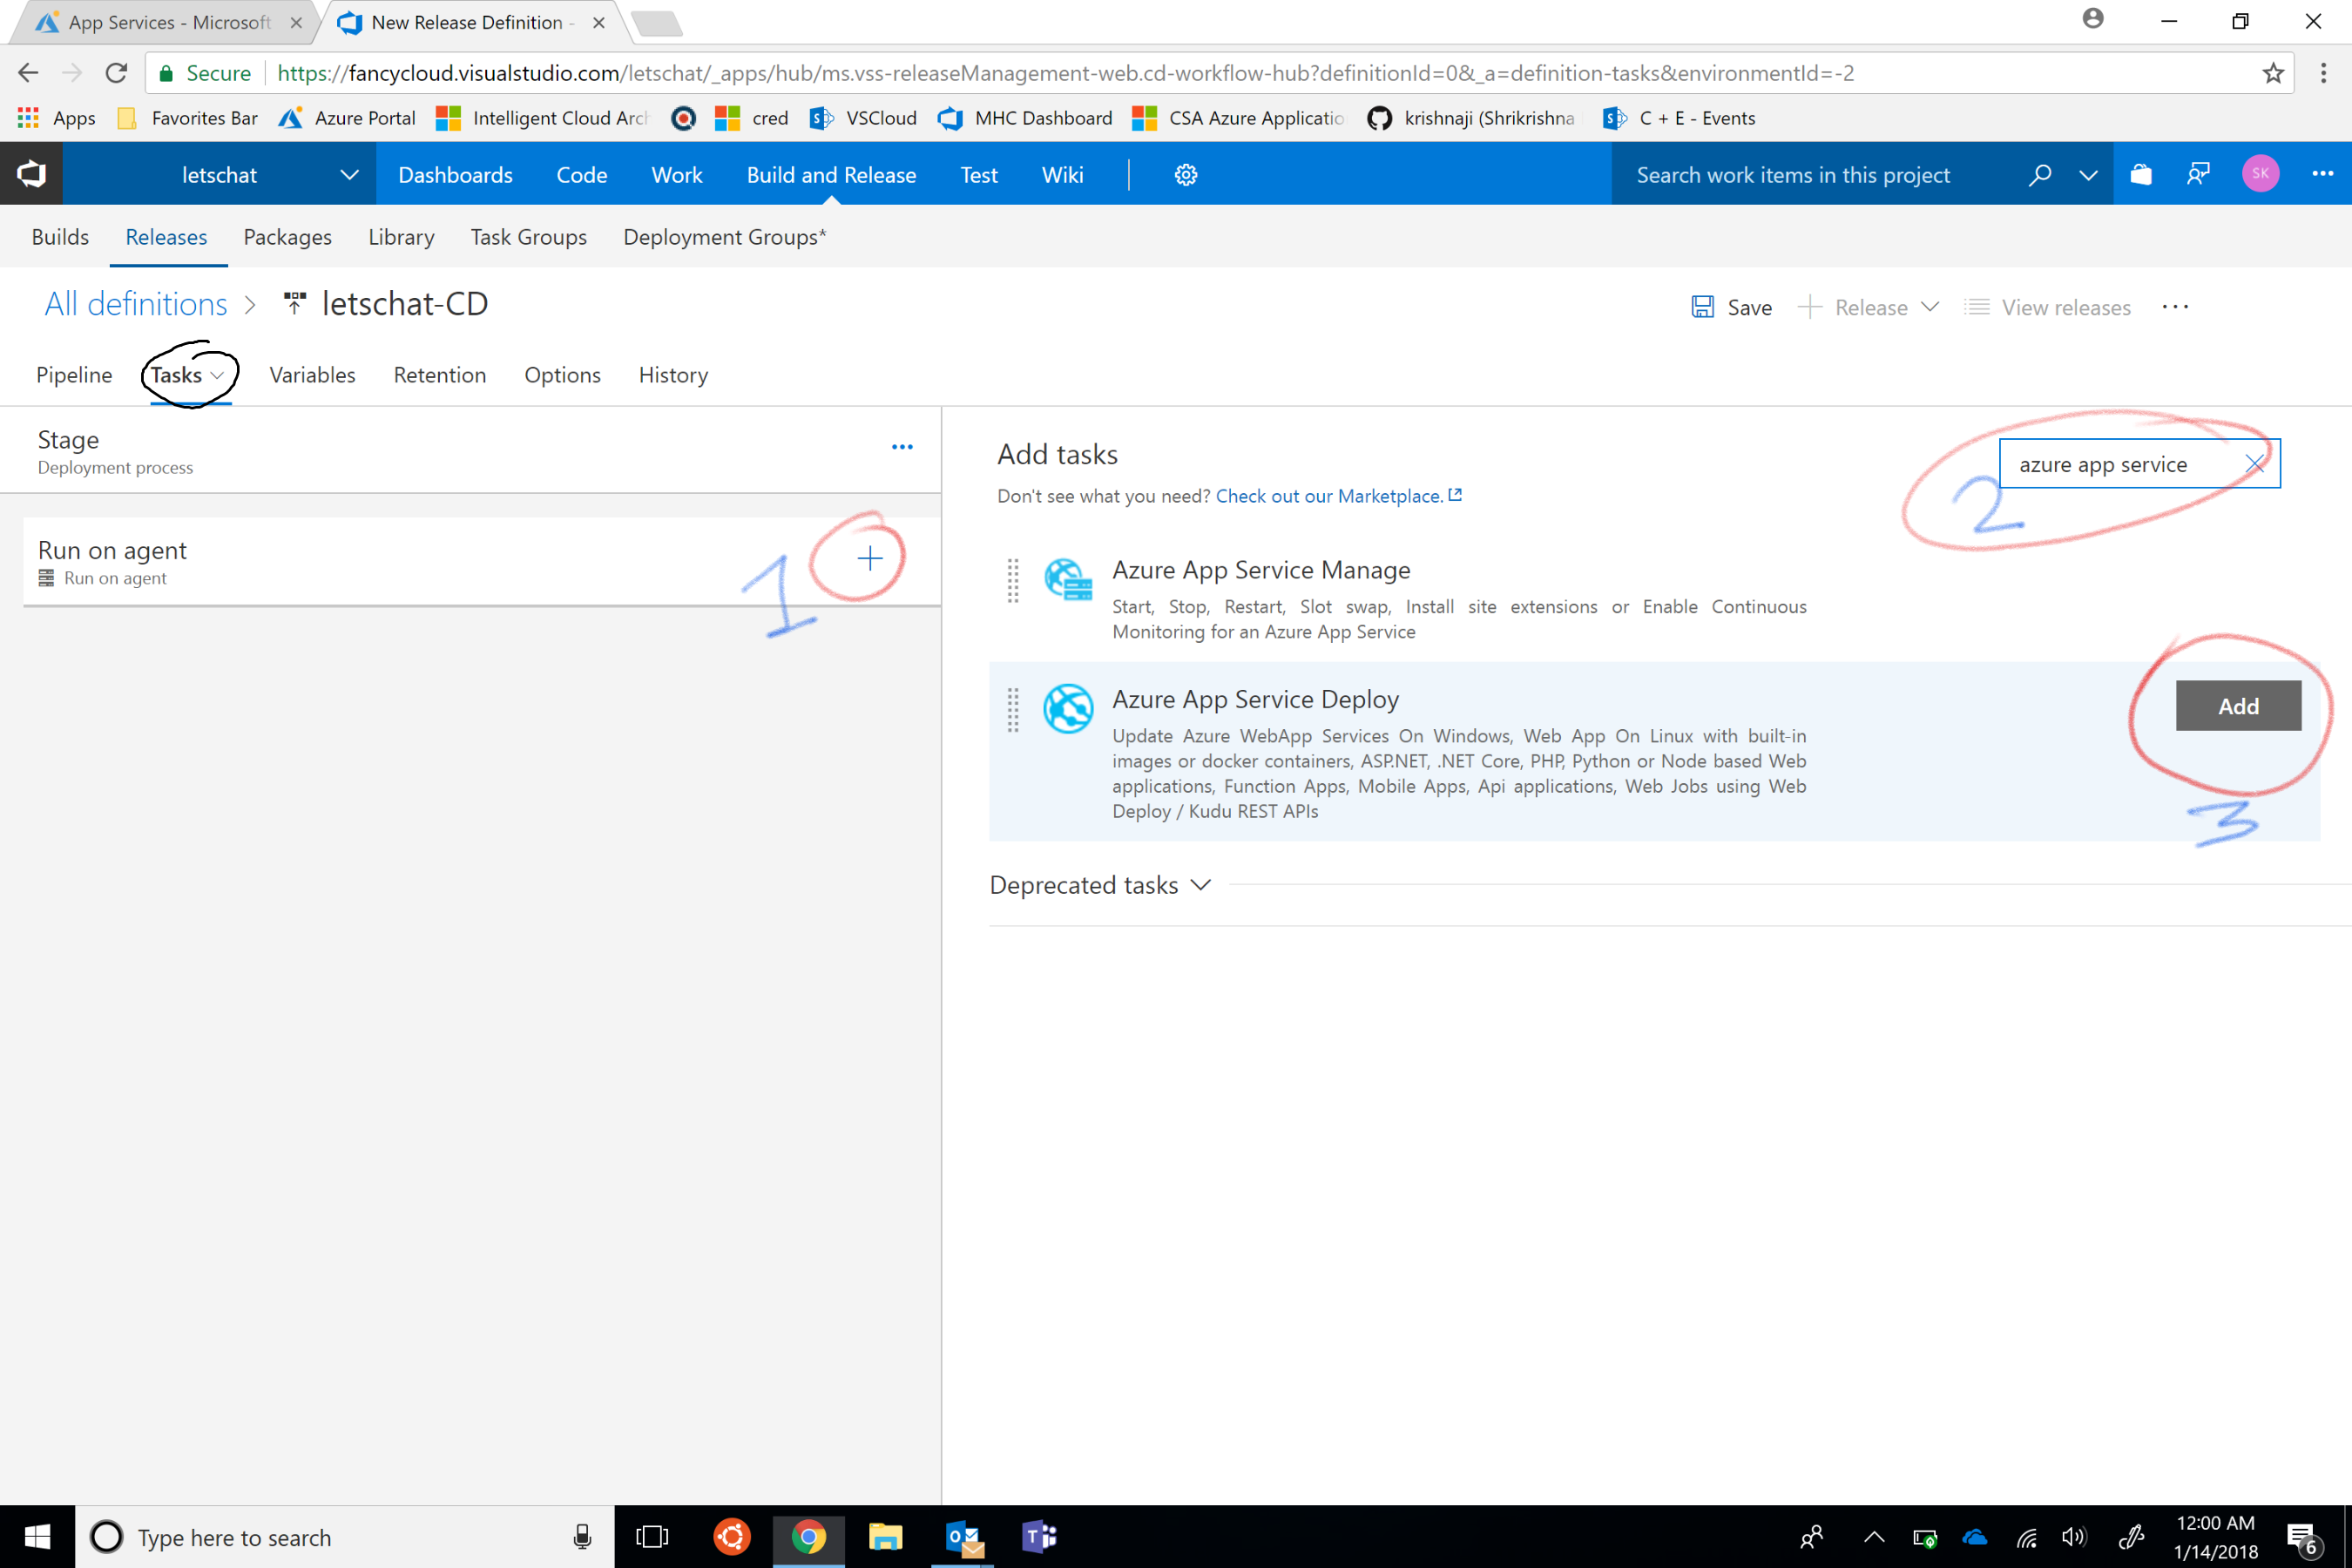 App Services - Microsoft
New Release Definition -
Secure https://fancycloud.visualstudio.com/letschat/_apps/hub/ms.vss-releaseManagement-web.cd-workflow-hub?definitionId=0&_a=definition-tasks&environmentId=-2
Apps Favorites Bar Azure Portal Intelligent Cloud Arch cred VSCloud MHC Dashboard CSA Azure Applicatio krishnaji (Shrikrishna C + E - Events
letschat Dashboards Code Work Build and Release Test Wiki Search work items in this project SK
Builds Releases Packages Library Task Groups Deployment Groups*
All definitions > letschat-CD Save + Release View releases ...
Pipeline Tasks Variables Retention Options History
Stage
Deployment process
Run on agent
Run on agent
1
Add tasks
azure app service
Don't see what you need? Check out our Marketplace.
2
Azure App Service Manage
Start, Stop, Restart, Slot swap, Install site extensions or Enable Continuous
Monitoring for an Azure App Service
Azure App Service Deploy
Add
Update Azure WebApp Services On Windows, Web App On Linux with built-in
images or docker containers, ASP.NET, .NET Core, PHP, Python or Node based Web
applications, Function Apps, Mobile Apps, Api applications, Web Jobs using Web
Deploy / Kudu REST APIs
3
Deprecated tasks
Type here to search
12:00 AM
1/14/2018
6